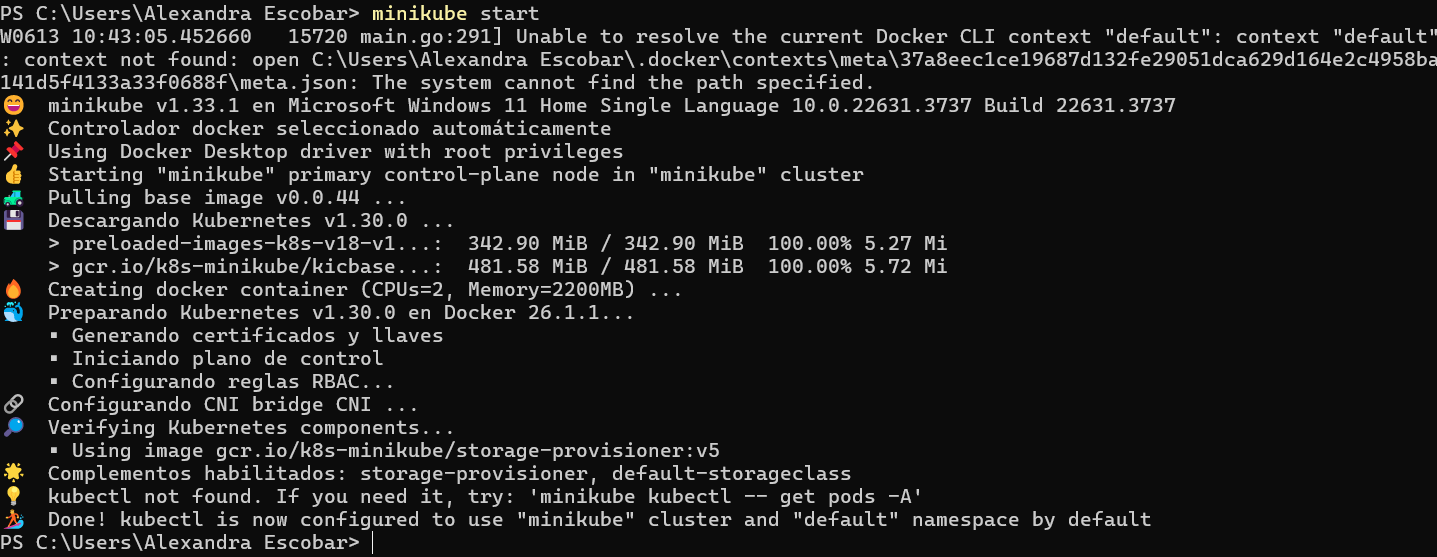 PS C:\Users\Alexandra Escobar> minikube start
W0613 10:43:05.452660   15720 main.go:291] Unable to resolve the current Docker CLI context "default": context "default"
: context not found: open C:\Users\Alexandra Escobar\.docker\contexts\meta\37a8eec1ce19687d132fe29051dca629d164e2c4958ba
141d5f4133a33f0688f\meta.json: The system cannot find the path specified.
😄  minikube v1.33.1 en Microsoft Windows 11 Home Single Language 10.0.22631.3737 Build 22631.3737
✨  Controlador docker seleccionado automáticamente
📌  Using Docker Desktop driver with root privileges
👍  Starting "minikube" primary control-plane node in "minikube" cluster
🚜  Pulling base image v0.0.44 ...
💾  Descargando Kubernetes v1.30.0 ...
    > preloaded-images-k8s-v18-v1...:  342.90 MiB / 342.90 MiB  100.00% 5.27 Mi
    > gcr.io/k8s-minikube/kicbase...:  481.58 MiB / 481.58 MiB  100.00% 5.72 Mi
🔥  Creating docker container (CPUs=2, Memory=2200MB) ...
🐳  Preparando Kubernetes v1.30.0 en Docker 26.1.1...
    ▪ Generando certificados y llaves
    ▪ Iniciando plano de control
    ▪ Configurando reglas RBAC...
🔗  Configurando CNI bridge CNI ...
🔎  Verifying Kubernetes components...
    ▪ Using image gcr.io/k8s-minikube/storage-provisioner:v5
🌟  Complementos habilitados: storage-provisioner, default-storageclass
💡  kubectl not found. If you need it, try: 'minikube kubectl -- get pods -A'
🏄  Done! kubectl is now configured to use "minikube" cluster and "default" namespace by default
PS C:\Users\Alexandra Escobar>